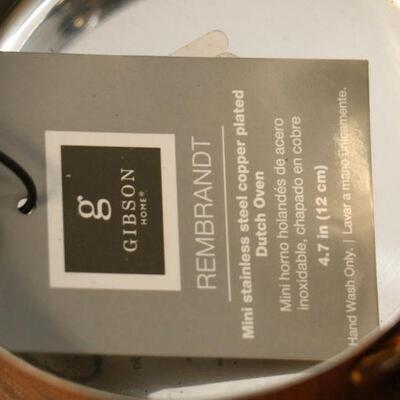 g
GIBSON
HOME®
REMBRANDT
Mini stainless steel copper plated
Dutch Oven
Mini horno holandés de acero
inoxidable, chapado en cobre
4.7 in (12 cm)
Hand Wash Only. | Lavar a mano únicamente.